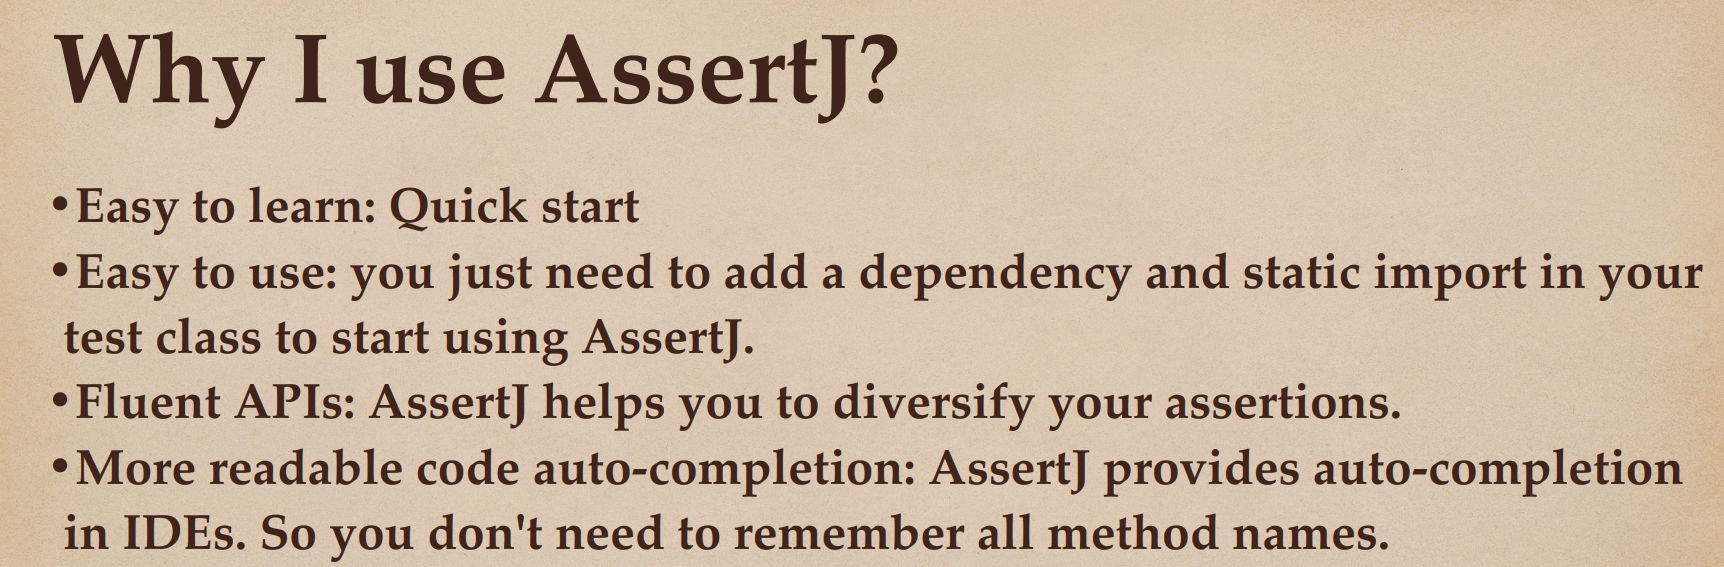 Why I use AssertJ?
•Easy to learn: Quick start
•Easy to use: you just need to add a dependency and static import in your
test class to start using AssertJ.
•Fluent APIs: AssertJ helps you to diversify your assertions.
•More readable code auto-completion: AssertJ provides auto-completion
in IDEs. So you don't need to remember all method names.